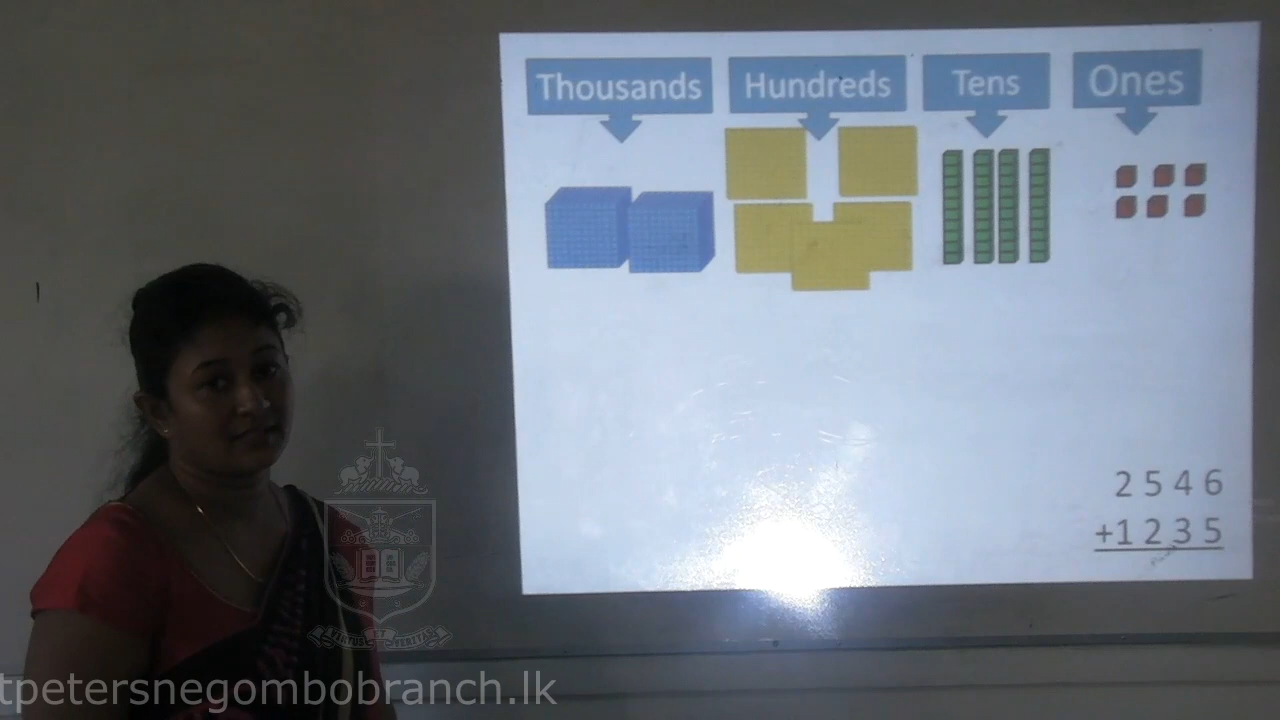 Thousands
Hundreds
Tens
Ones
2 5 4 6
+1 2 3 5
tpetersnegombobranch.lk